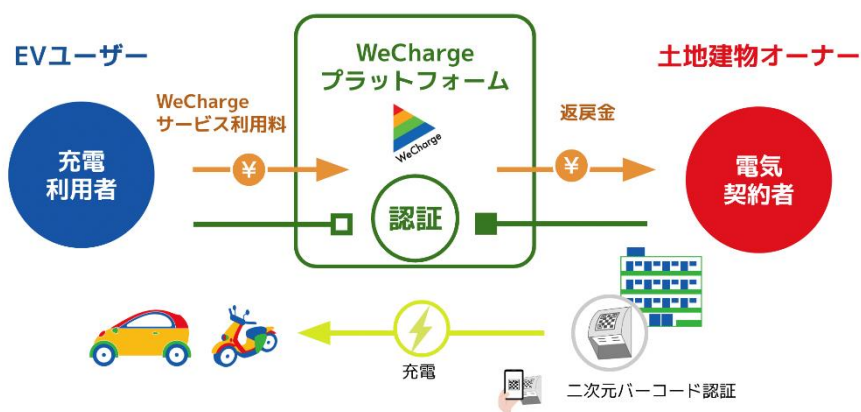 EVユーザー
WeCharge
プラットフォーム
土地建物オーナー
WeCharge
サービス利用料
返戻金
充電
利用者
¥
WeCharge
¥
電気
契約者
認証
充電
二次元バーコード認証